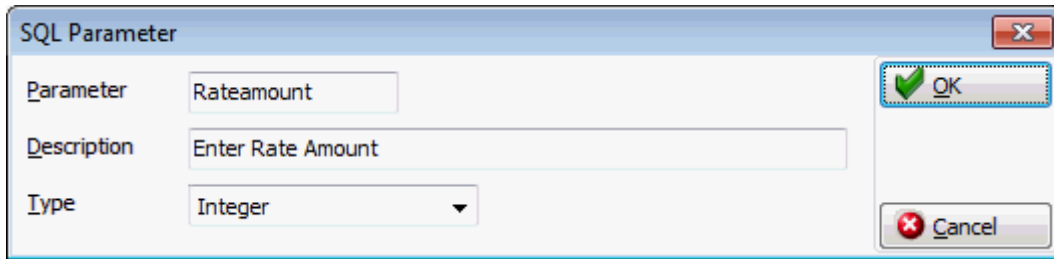 SQL Parameter
Parameter Rateamount
OK
Description Enter Rate Amount
Type Integer
Cancel